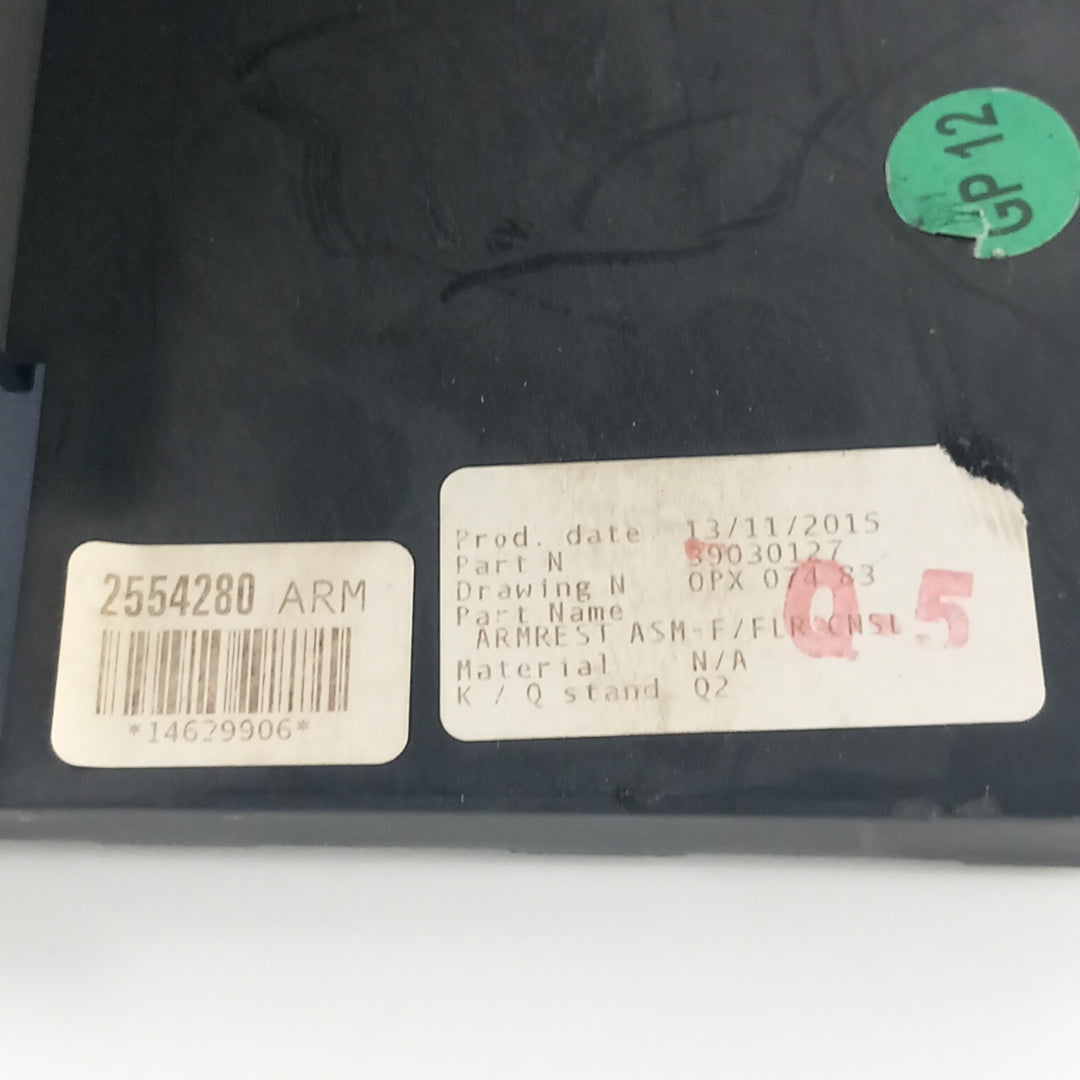 GP 12
2554280 ARM
*14629906*
Prod. date 13/11/2015
Part N 39030127
Drawing N OPX 074 83
Part Name
ARMREST ASM-F/FLR CNSL
Material N/A
K / Q stand Q2
Q-5